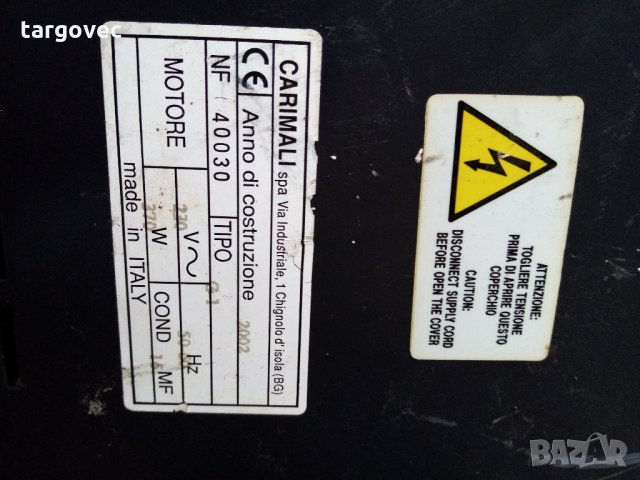 targovec
CARIMALI spa Via Industriale, 1 Chignolo d' isola (BG)
CE Anno di costruzione 2002
NF 40030 TIPO
MOTORE 220 V Hz 50
W COND MF
made in ITALY
ATTENZIONE:
TOGLIERE TENSIONE
PRIMA DI APRIRE QUESTO
COPERCHIO
CAUTION:
DISCONNECT SUPPLY CORD
BEFORE OPEN THE COVER
BAZAR